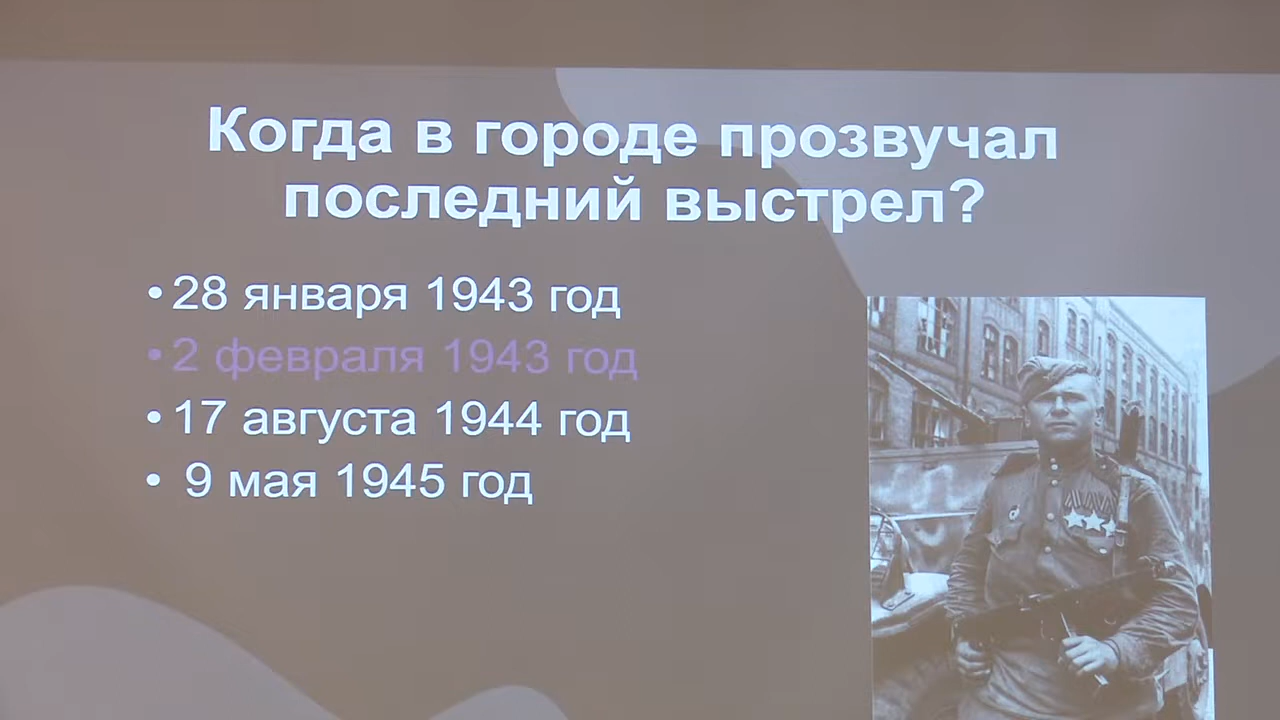 Когда в городе прозвучал
последний выстрел?
• 28 января 1943 год
• 2 февраля 1943 год
• 17 августа 1944 год
• 9 мая 1945 год